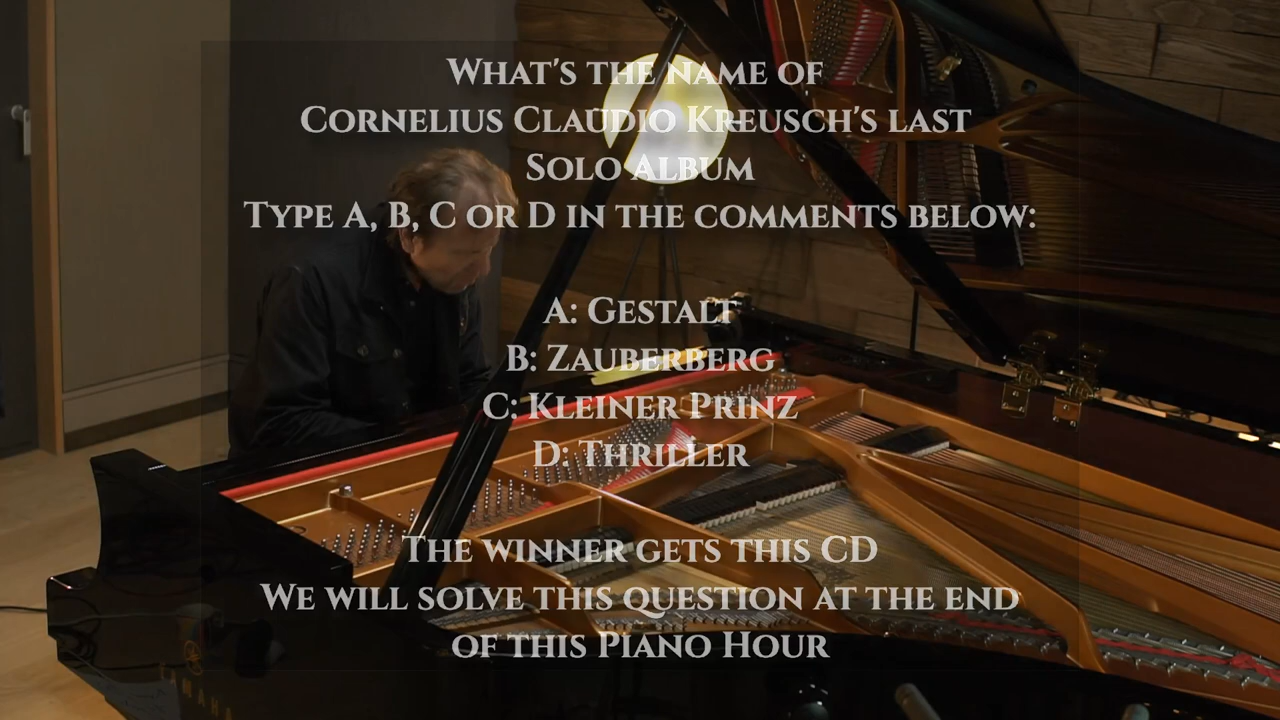 What's the name of
Cornelius Claudio Kreusch's last
Solo Album
Type A, B, C or D in the comments below:
A: Gestalt
B: Zauberberg
C: Kleiner Prinz
D: Thriller
The winner gets this CD
We will solve this question at the end
of this Piano Hour
YAMAHA